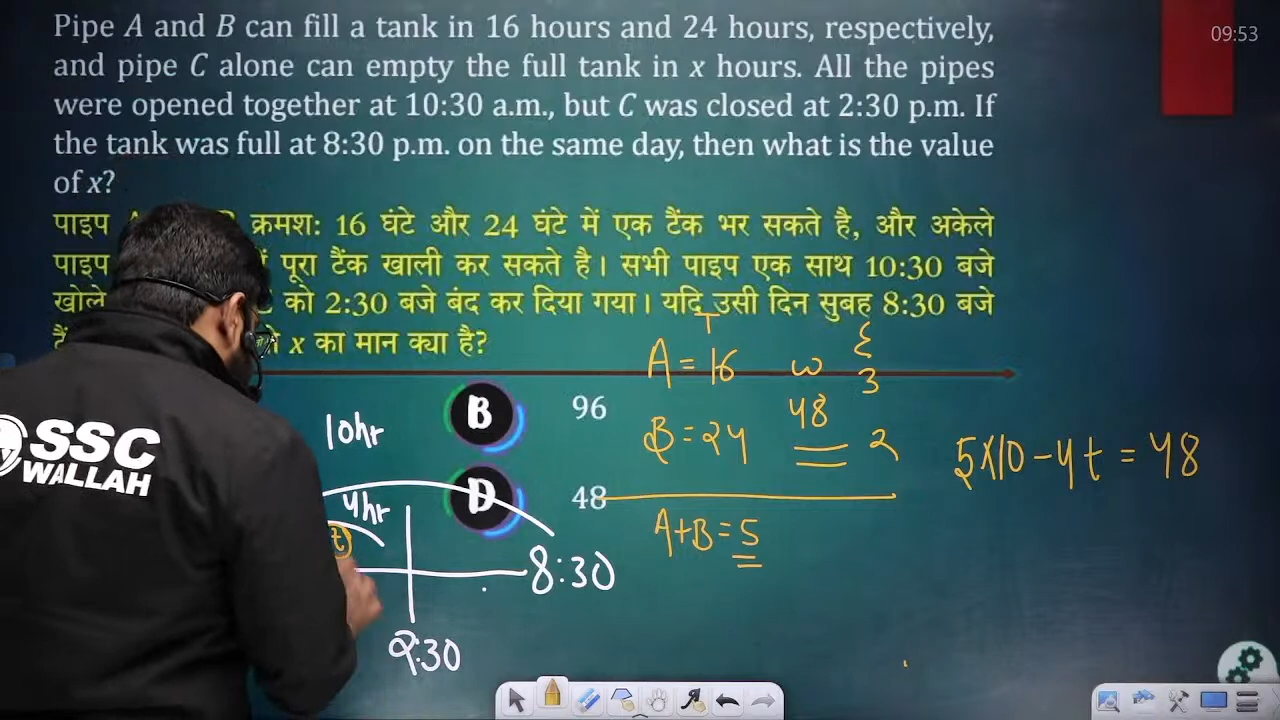 Pipe A and B can fill a tank in 16 hours and 24 hours, respectively,
09:53
and pipe C alone can empty the full tank in x hours. All the pipes
were opened together at 10:30 a.m., but C was closed at 2:30 p.m. If
the tank was full at 8:30 p.m. on the same day, then what is the value
of x?
पाइप क्रमश: 16 घंटे और 24 घंटे में एक टैंक भर सकते है, और अकेले
पाइप पूरा टैंक खाली कर सकते है। सभी पाइप एक साथ 10:30 बजे
खोले को 2:30 बजे बंद कर दिया गया। यदि उसी दिन सुबह 8:30 बजे
x का मान क्या है?
T
A = 16 W E 3
48
B = 24 2
A+B = 5
5X10 - 4t = 48
10hr
B 96
4hr
D 48
t
8:30
2:30
SSC
WALLAH